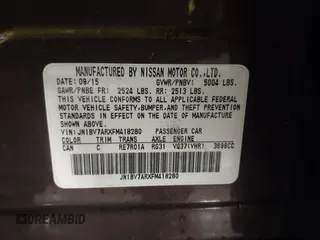 MANUFACTURED BY NISSAN MOTOR CO.,LTD.
DATE: 09/15 GVWR/PNBV: 5004 LBS.
GAWR/PNBE FR: 2524 LBS. RR: 2513 LBS.
THIS VEHICLE CONFORMS TO ALL APPLICABLE
FEDERAL MOTOR VEHICLE SAFETY,BUMPER,AND THEFT
PREVENTION STANDARDS IN EFFECT ON THE DATE
OF MANUFACTURE SHOWN ABOVE.
VIN:JN1BV7ARXFM418280 PASSENGER CAR
COLOR TRIM TRANS AXLE ENGINE
CAN C RE7R01A RG31 VQ37(VHR) 3696CC
JN1BV7ARXFM418280
DREAMBID